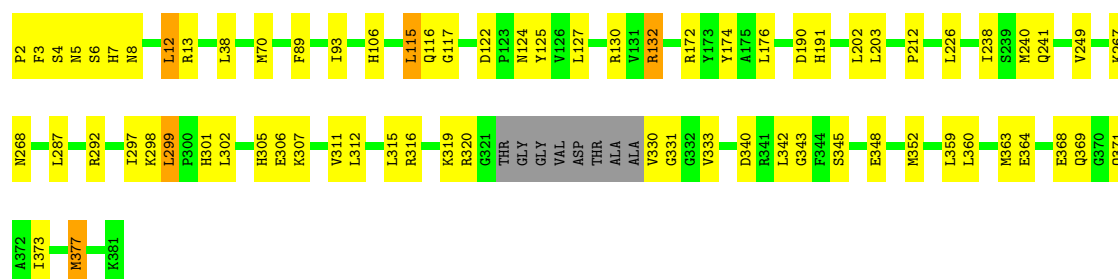 P2 F3 S4 N5 S6 H7 N8 L12 R13 L38 M70 F89 I93 H106 L115 Q116 G117 D122 P123 N124 Y125 V126 L127 R130 V131 R132 R172 Y173 Y174 A175 L176 D190 H191 L202 L203 P212 L226 I238 S239 M240 Q241 V249 K267
N268 L287 R292 I297 K298 L299 P300 H301 L302 H305 E306 K307 V311 L312 L315 R316 K319 R320 G321 THR GLY GLY VAL ASP THR ALA ALA V330 G331 G332 V333 D340 R341 L342 G343 F344 S345 E348 M352 L359 L360 M363 E364 E368 Q369 G370 Q371
A372 I373 M377 K381